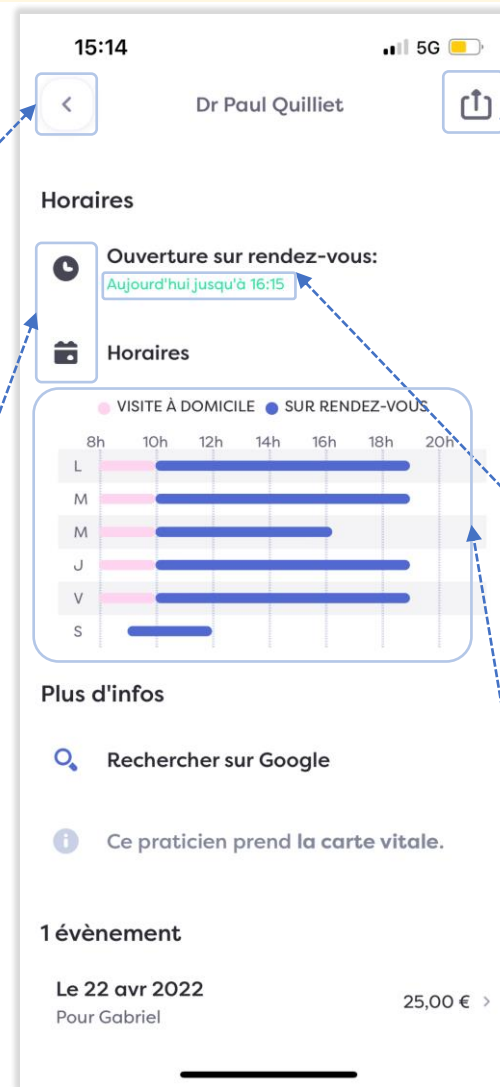 15:14
5G
Dr Paul Quilliet
Horaires
Ouverture sur rendez-vous:
Aujourd'hui jusqu'à 16:15
Horaires
VISITE À DOMICILE SUR RENDEZ-VOUS
8h 10h 12h 14h 16h 18h 20h
L
M
M
J
V
S
Plus d'infos
Rechercher sur Google
Ce praticien prend la carte vitale.
1 évènement
Le 22 avr 2022
25,00 €
Pour Gabriel